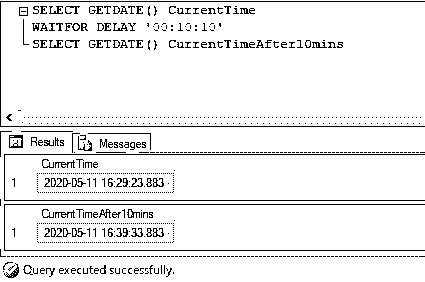 SELECT GETDATE() CurrentTime
WAITFOR DELAY '00:10:10'
SELECT GETDATE() CurrentTimeAfter10mins
Results Messages
CurrentTime
1 2020-05-11 16:29:23.883
CurrentTimeAfter10mins
1 2020-05-11 16:39:33.883
Query executed successfully.